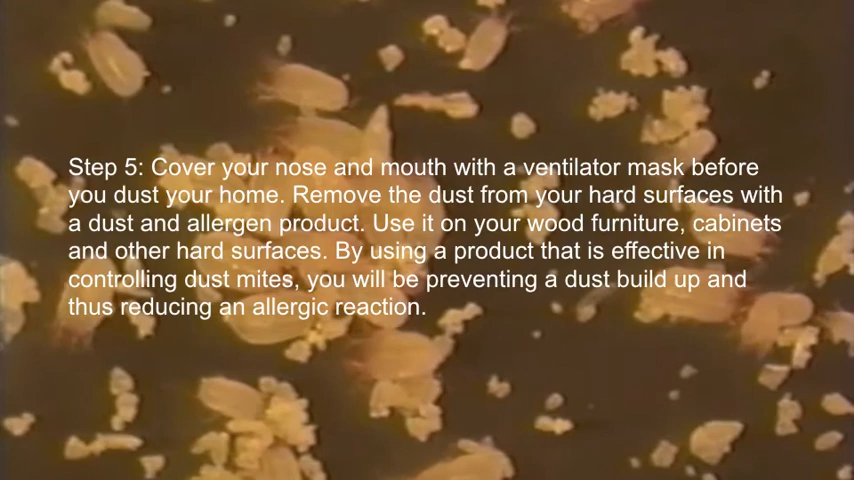 Step 5: Cover your nose and mouth with a ventilator mask before
you dust your home. Remove the dust from your hard surfaces with
a dust and allergen product. Use it on your wood furniture, cabinets
and other hard surfaces. By using a product that is effective in
controlling dust mites, you will be preventing a dust build up and
thus reducing an allergic reaction.